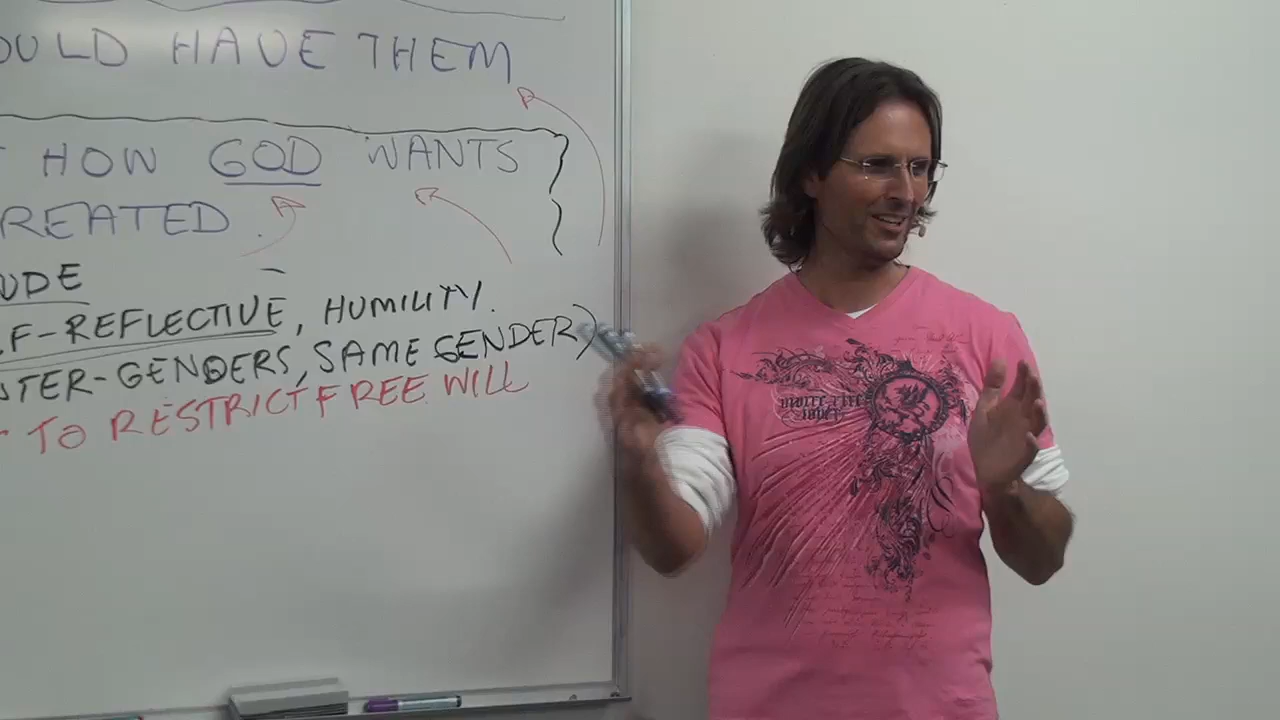 OULD HAVE THEM
HOW GOD WANTS
REATED.
UDE
F-REFLECTIVE, HUMILITY.
TER-GENDERS, SAME GENDER)
TO RESTRICT FREE WILL